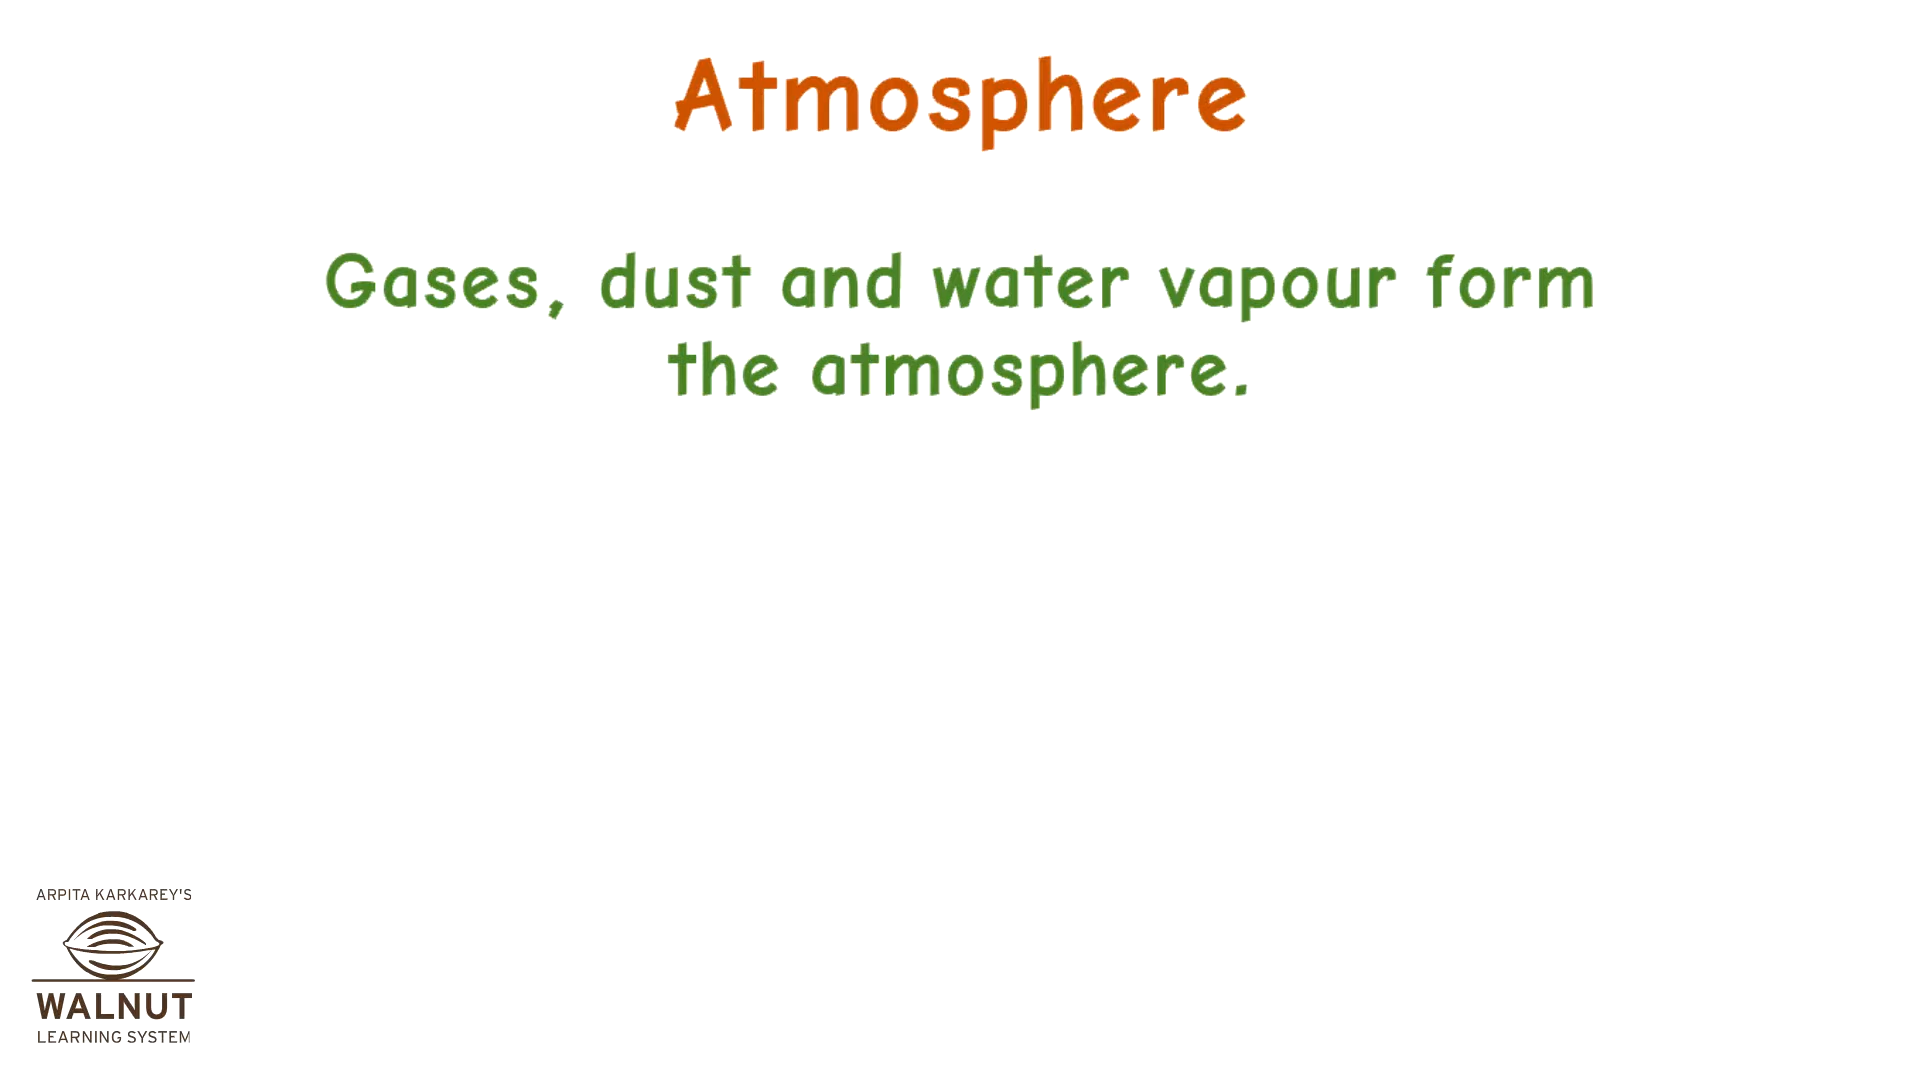 Atmosphere
Gases, dust and water vapour form
the atmosphere.
ARPITA KARKAREY'S
WALNUT
LEARNING SYSTEM